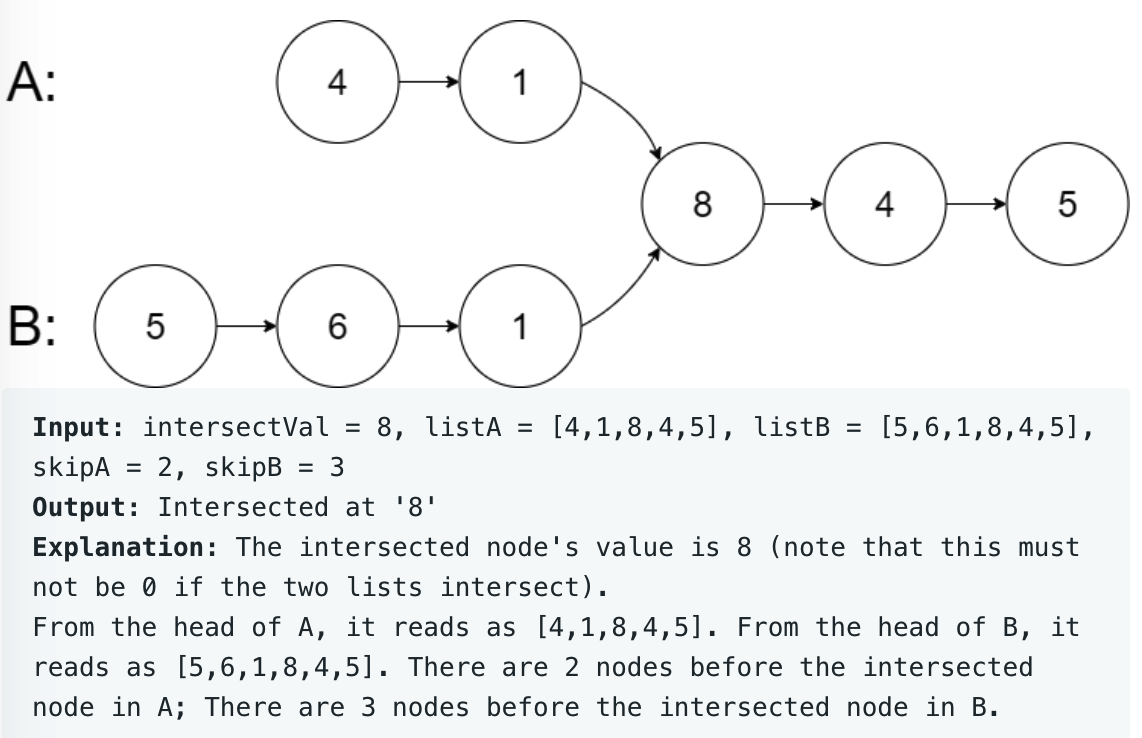 A: 4 1
8 4 5
B: 5 6 1
Input: intersectVal = 8, listA = [4,1,8,4,5], listB = [5,6,1,8,4,5],
skipA = 2, skipB = 3
Output: Intersected at '8'
Explanation: The intersected node's value is 8 (note that this must
not be 0 if the two lists intersect).
From the head of A, it reads as [4,1,8,4,5]. From the head of B, it
reads as [5,6,1,8,4,5]. There are 2 nodes before the intersected
node in A; There are 3 nodes before the intersected node in B.